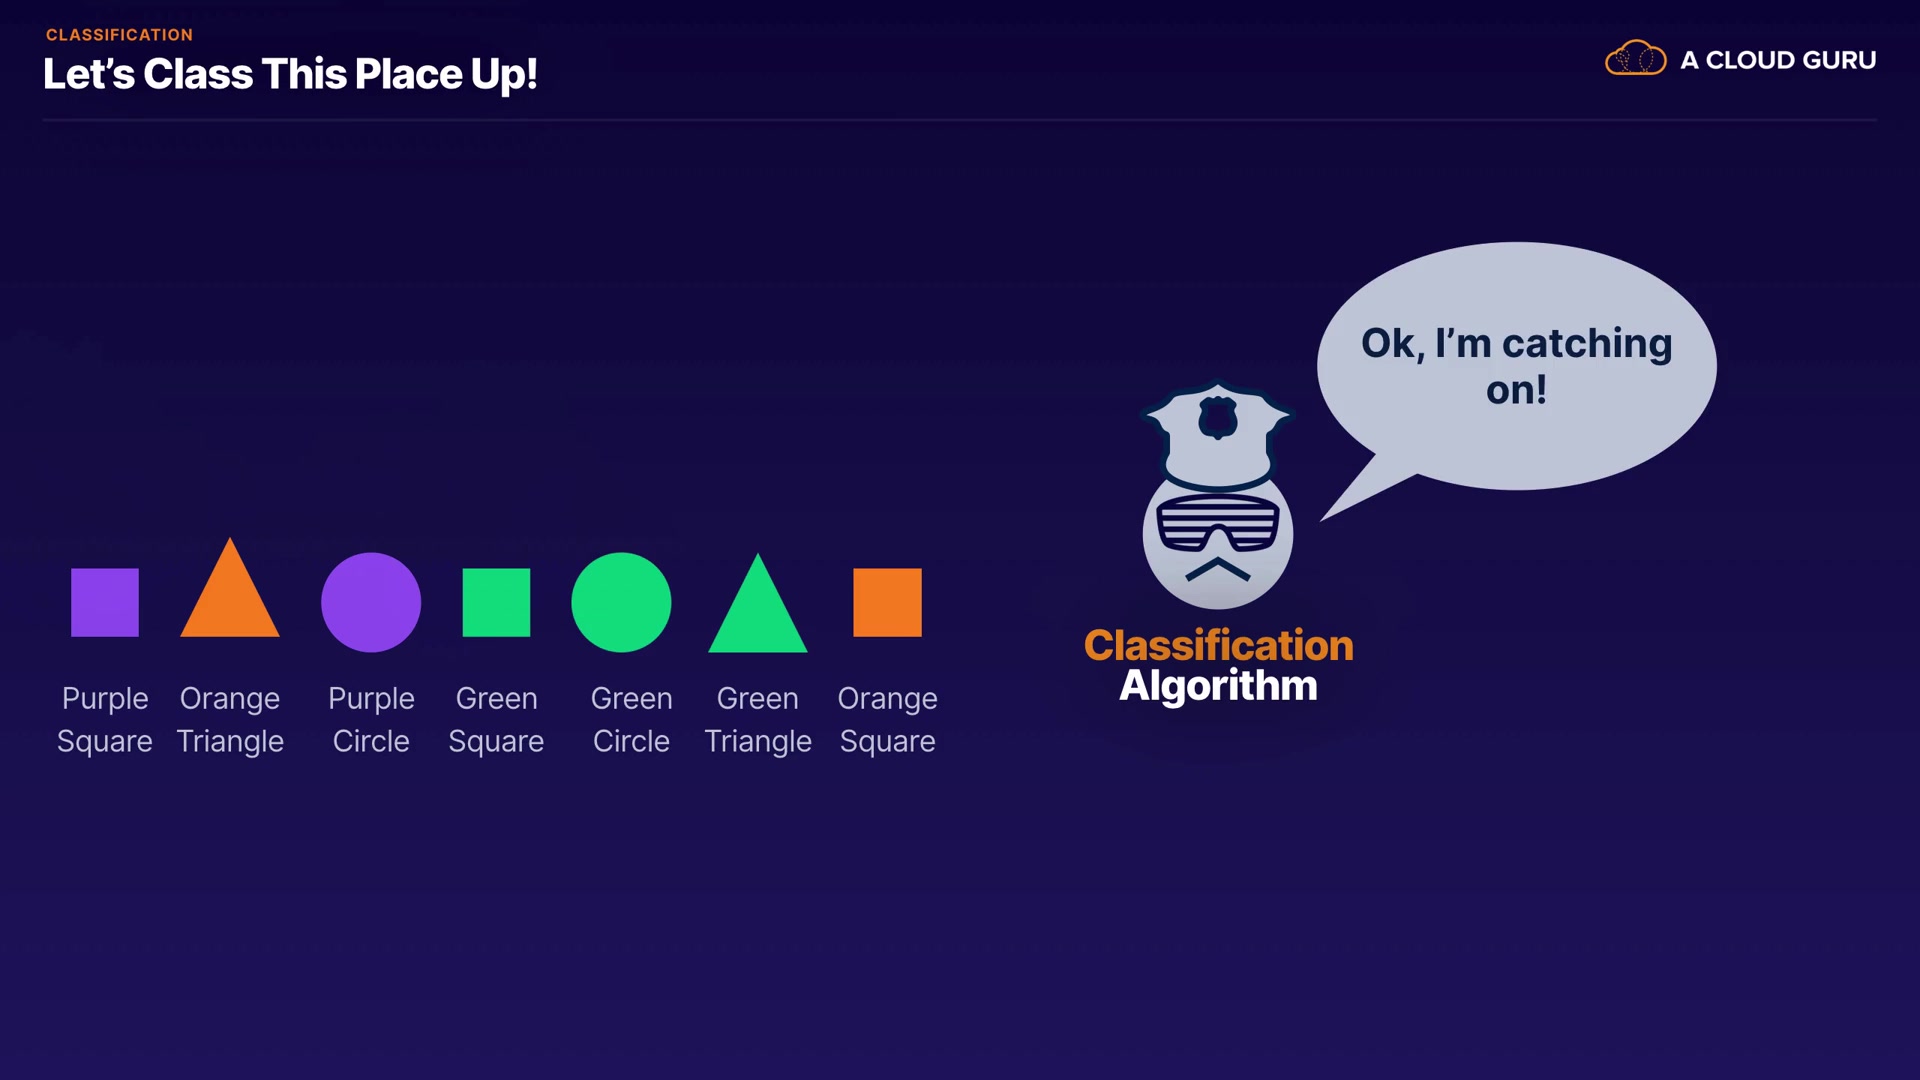 CLASSIFICATION
Let's Class This Place Up!
A CLOUD GURU
Ok, I'm catching
on!
Classification
Algorithm
Purple
Square
Orange
Triangle
Purple
Circle
Green
Square
Green
Circle
Green
Triangle
Orange
Square